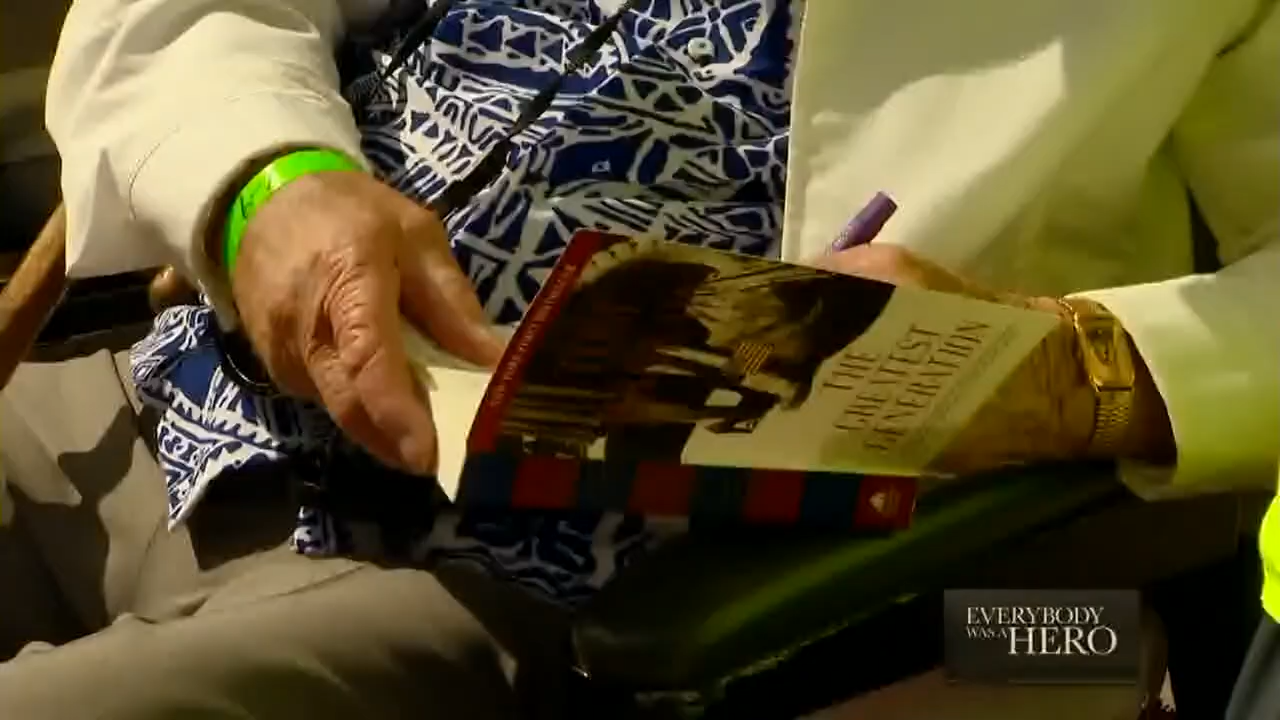 THE
GREATEST
GENERATION
EVERYBODY
WAS A HERO